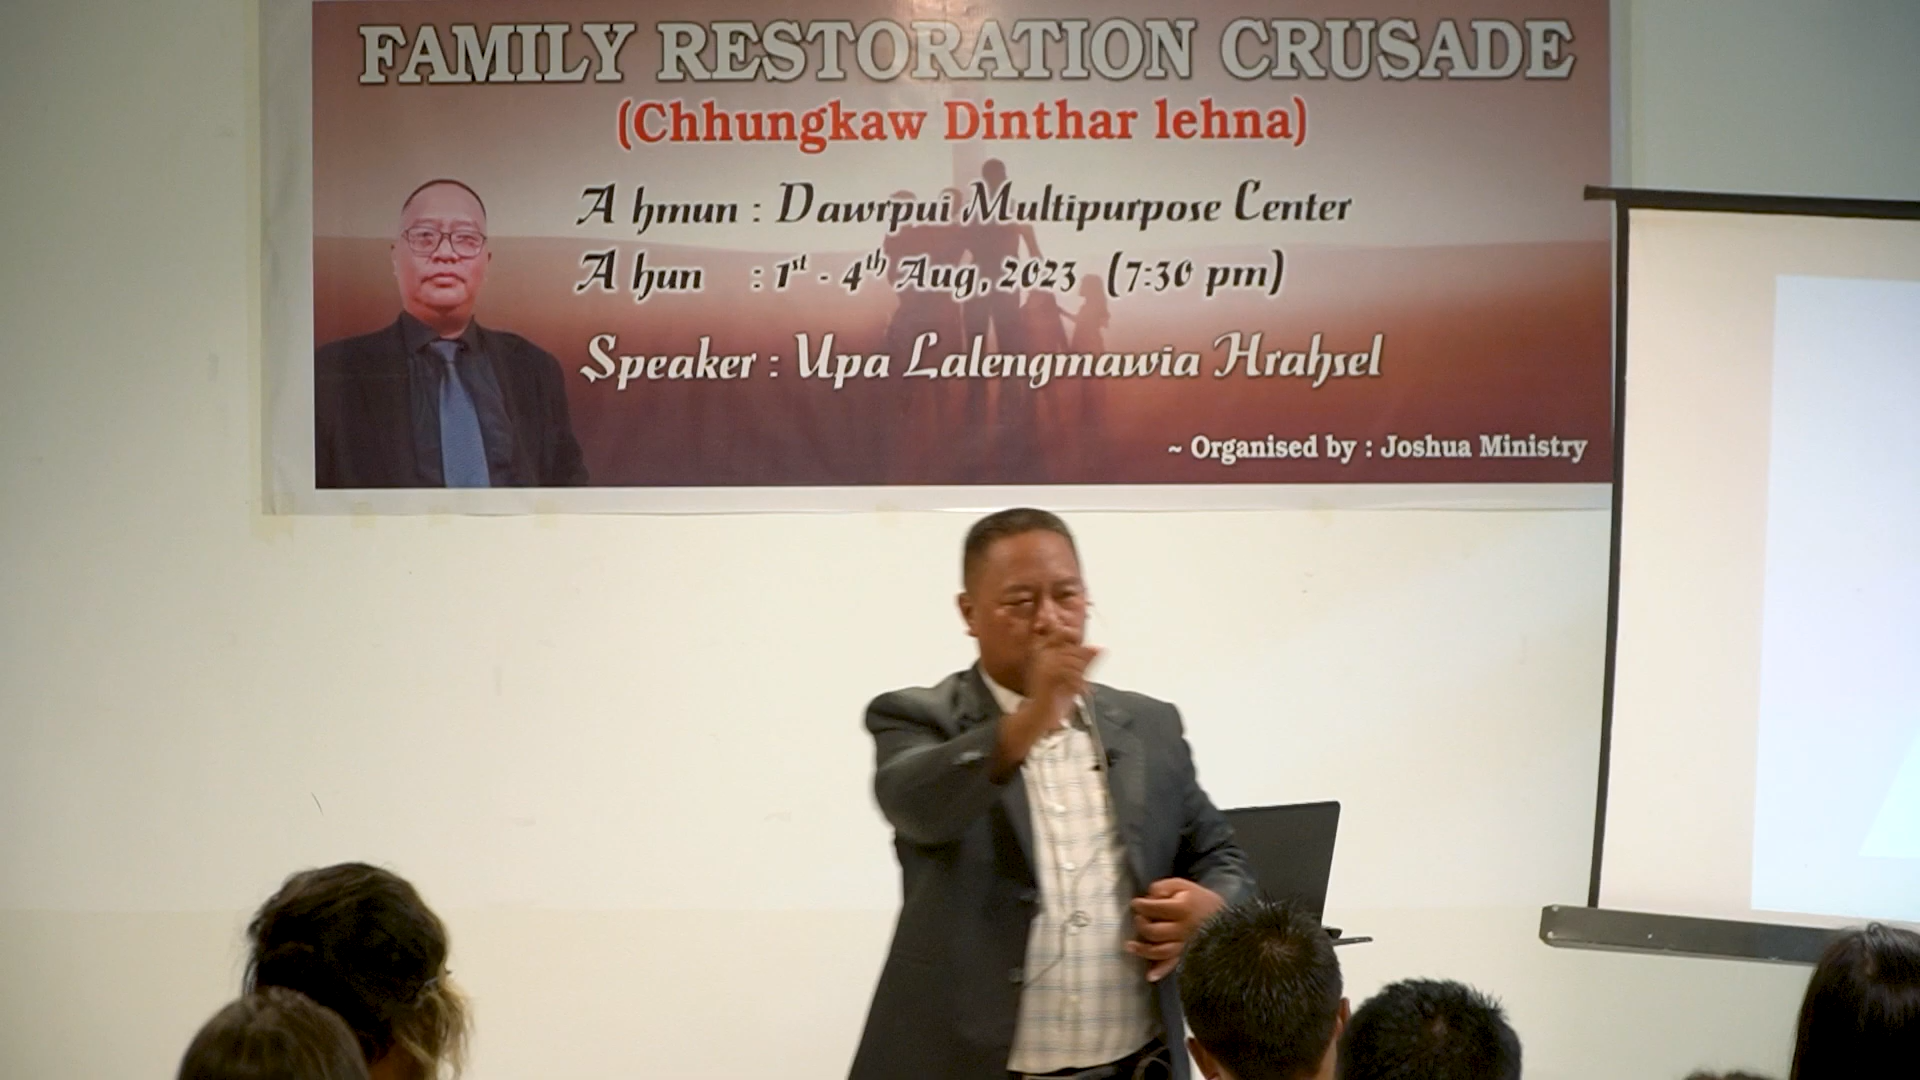 FAMILY RESTORATION CRUSADE
(Chhungkaw Dinthar lehna)
A hmun : Dawrpui Multipurpose Center
A hun : 1st - 4th Aug, 2023 (7:30 pm)
Speaker : Upa Lalengmawia Hrahsel
~ Organised by : Joshua Ministry